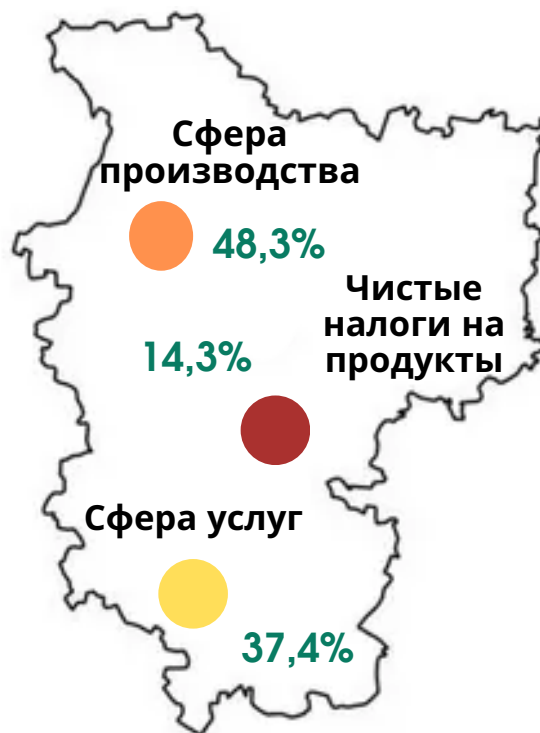 Сфера
производства
48,3%
Чистые
налоги на
продукты
14,3%
Сфера услуг
37,4%